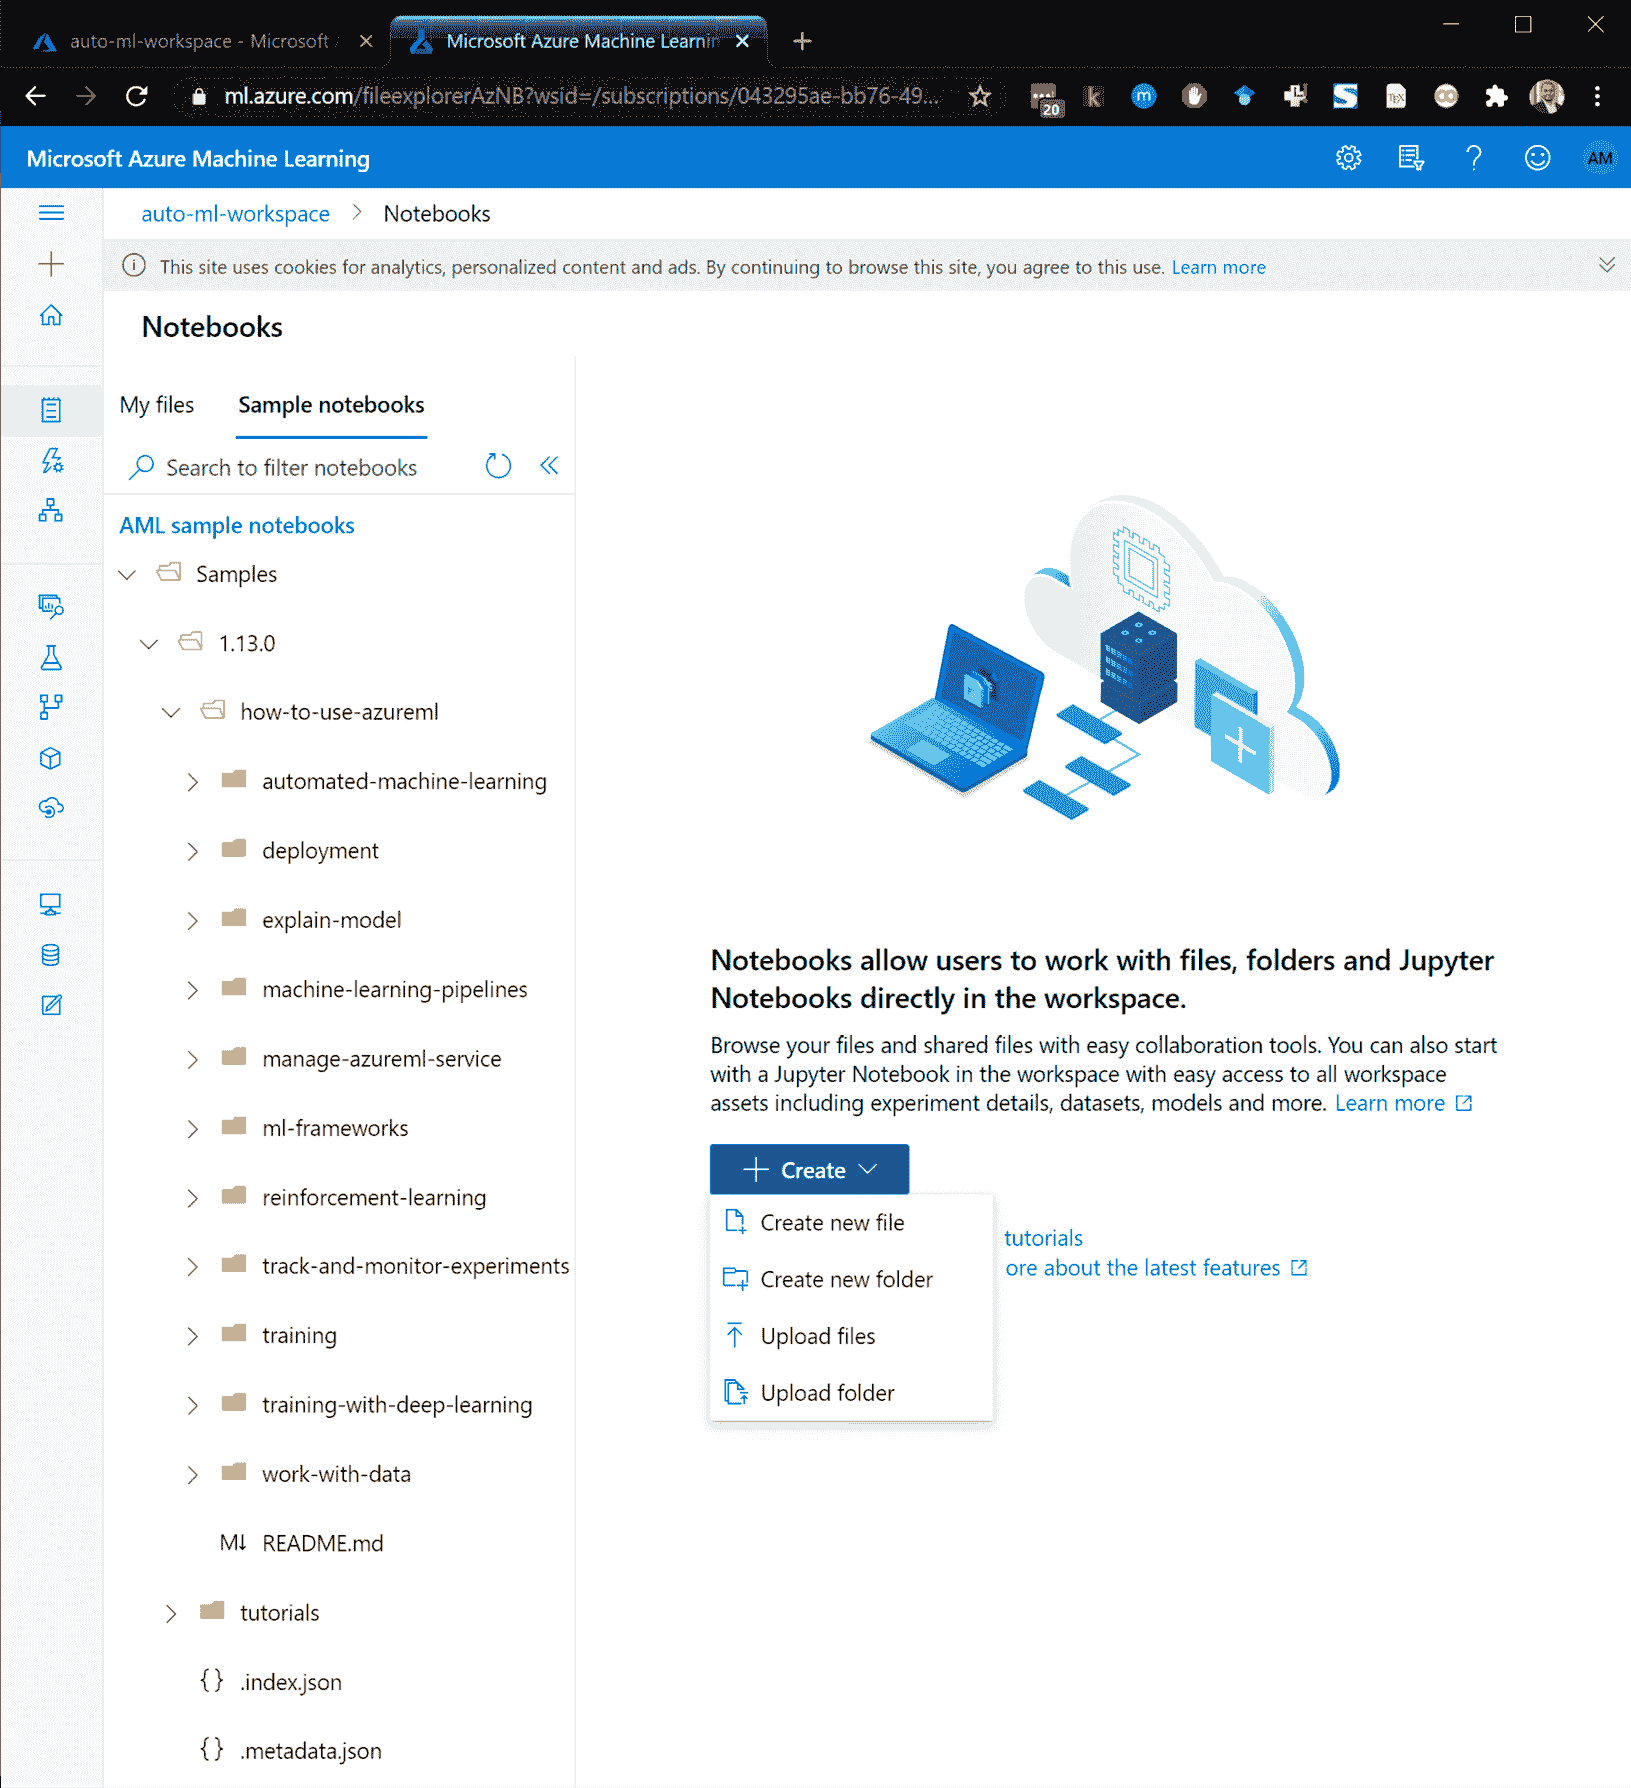 auto-ml-workspace - Microsoft
Microsoft Azure Machine Learnin
ml.azure.com/fileexplorerAzNB?wsid=/subscriptions/043295ae-bb76-49...
20
Microsoft Azure Machine Learning
AM
auto-ml-workspace > Notebooks
This site uses cookies for analytics, personalized content and ads. By continuing to browse this site, you agree to this use. Learn more
Notebooks
My files
Sample notebooks
Search to filter notebooks
AML sample notebooks
Samples
1.13.0
how-to-use-azureml
automated-machine-learning
deployment
explain-model
machine-learning-pipelines
manage-azureml-service
ml-frameworks
reinforcement-learning
track-and-monitor-experiments
training
training-with-deep-learning
work-with-data
M↓ README.md
tutorials
{} .index.json
{} .metadata.json
Notebooks allow users to work with files, folders and Jupyter
Notebooks directly in the workspace.
Browse your files and shared files with easy collaboration tools. You can also start
with a Jupyter Notebook in the workspace with easy access to all workspace
assets including experiment details, datasets, models and more. Learn more
Create
Create new file
Create new folder
Upload files
Upload folder
tutorials
ore about the latest features